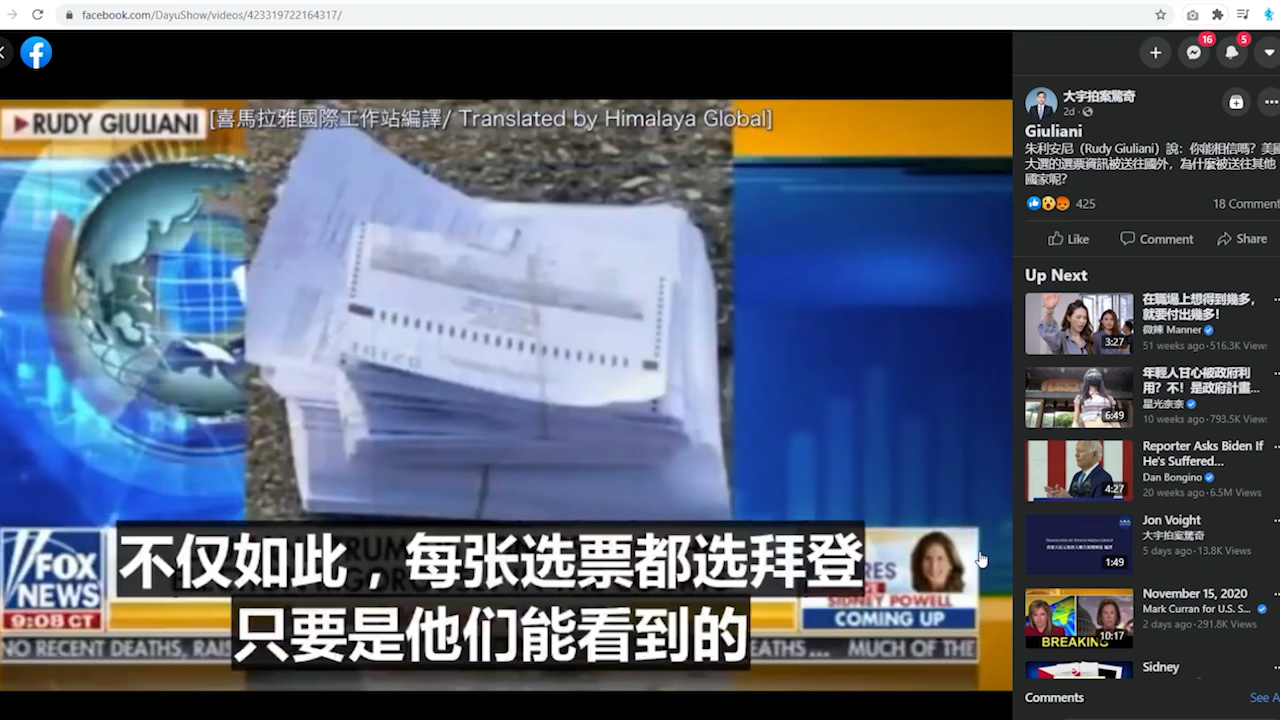 facebook.com/DayuShow/videos/423319722164317/
16
5
RUDY GIULIANI
[喜馬拉雅國際工作站編譯/ Translated by Himalaya Global]
FOX
NEWS
9:08 CT
不仅如此，每张选票都选拜登
只要是他们能看到的
SIDNEY POWELL
COMING UP
NO RECENT DEATHS, RAIS
EATHS... MUCH OF THE
大宇拍案驚奇
2d
Giuliani
朱利安尼（Rudy Giuliani）說：你能相信嗎？美國
大選的選票資訊被送往國外，為什麼被送往其他
國家呢？
425
18 Comment
Like
Comment
Share
Up Next
在職場上想得到幾多，
就要付出幾多！
微辣 Manner
51 weeks ago · 516.3K Views
3:27
年輕人甘心被政府利
用？不！是政府計畫...
星光奈奈
10 weeks ago · 793.5K Views
6:49
Reporter Asks Biden If
He's Suffered...
Dan Bongino
20 weeks ago · 6.5M Views
4:27
Jon Voight
大宇拍案驚奇
5 days ago · 13.8K Views
1:49
November 15, 2020
Mark Curran for U.S. S...
2 days ago · 291.8K Views
BREAKING
10:17
Sidney
Comments
See A